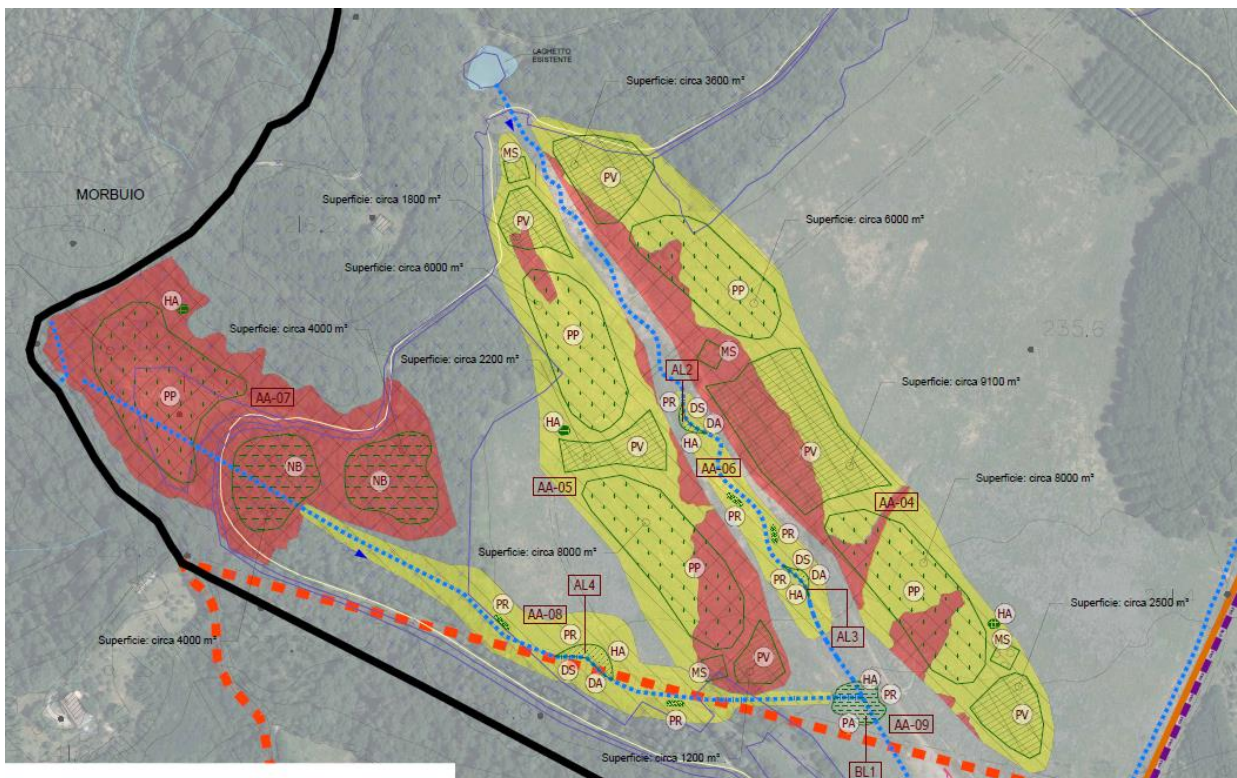 LAGHETTO
ESISTENTE
Superficie: circa 3600 m²
MS
PV
MORBUIO
Superficie: circa 1800 m²
PV
Superficie: circa 6000 m²
Superficie: circa 6000 m²
PP
HA
Superficie: circa 4000 m²
PP
235.6
MS
Superficie: circa 2200 m²
AL2
Superficie: circa 9100 m²
PP
AA-07
PR
DS
DA
HA
HA
PV
PV
NB
NB
AA-06
AA-05
AA-04
Superficie: circa 8000 m²
PR
PR
Superficie: circa 8000 m²
DS
AL4
PP
PR
DA
HA
PP
PR
AA-08
HA
Superficie: circa 2500 m²
PR
AL3
MS
Superficie: circa 4000 m²
HA
PV
DS
MS
DA
HA
PR
PV
PR
PA
AA-09
Superficie: circa 1200 m²
BL1